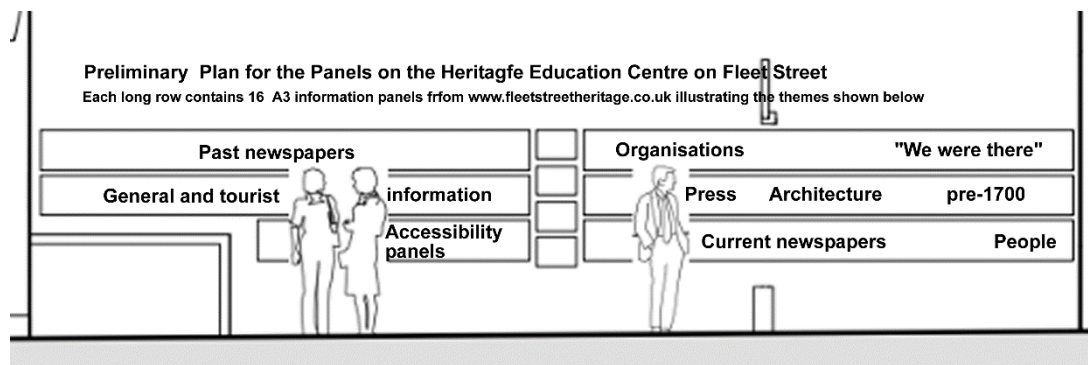 Preliminary Plan for the Panels on the Heritagfe Education Centre on Fleet Street
Each long row contains 16 A3 information panels frfom www.fleetstreetheritage.co.uk illustrating the themes shown below
Past newspapers
General and tourist information
Accessibility
panels
Organisations "We were there"
Press Architecture pre-1700
Current newspapers People